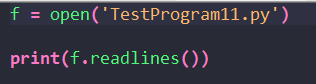 f = open('TestProgram11.py')
print(f.readlines())